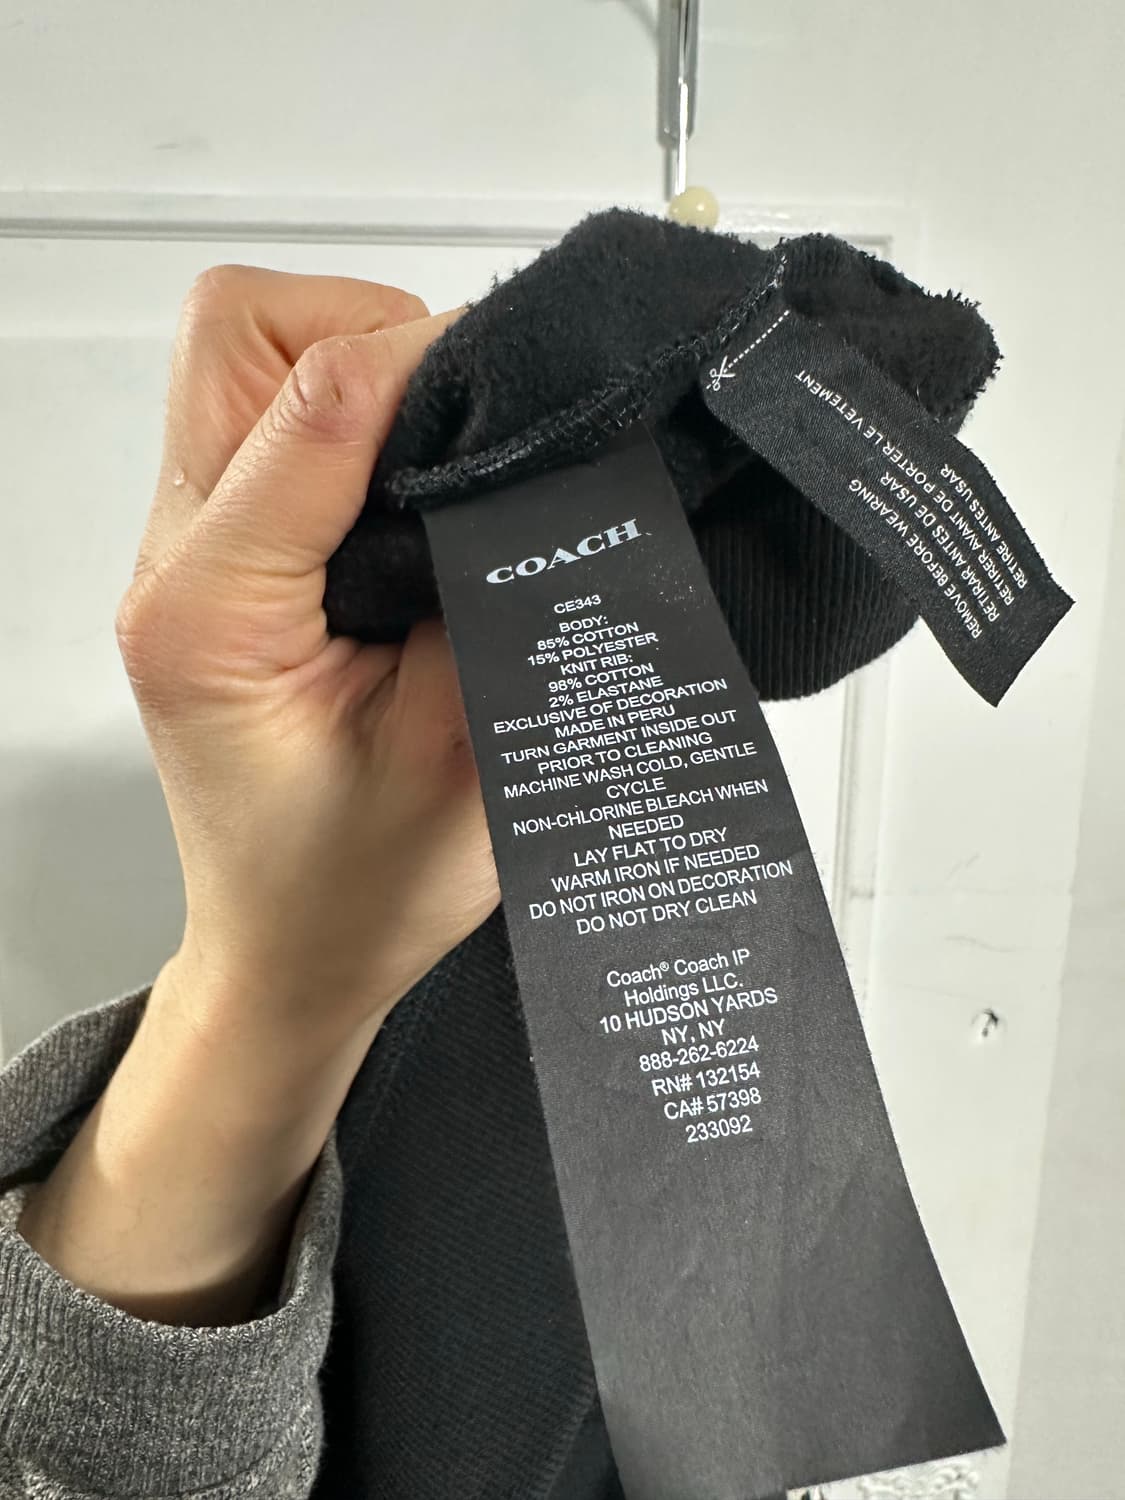 COACH
CE343
BODY:
85% COTTON
15% POLYESTER
KNIT RIB:
98% COTTON
2% ELASTANE
EXCLUSIVE OF DECORATION
MADE IN PERU
TURN GARMENT INSIDE OUT
PRIOR TO CLEANING
MACHINE WASH COLD, GENTLE
CYCLE
NON-CHLORINE BLEACH WHEN
NEEDED
LAY FLAT TO DRY
WARM IRON IF NEEDED
DO NOT IRON ON DECORATION
DO NOT DRY CLEAN
Coach® Coach IP
Holdings LLC.
10 HUDSON YARDS
NY, NY
888-262-6224
RN# 132154
CA# 57398
233092
REMOVE BEFORE WEARING
RETIRAR ANTES DE USAR
RETIRER AVANT DE PORTER LE VETEMENT
RETIRE ANTES USAR